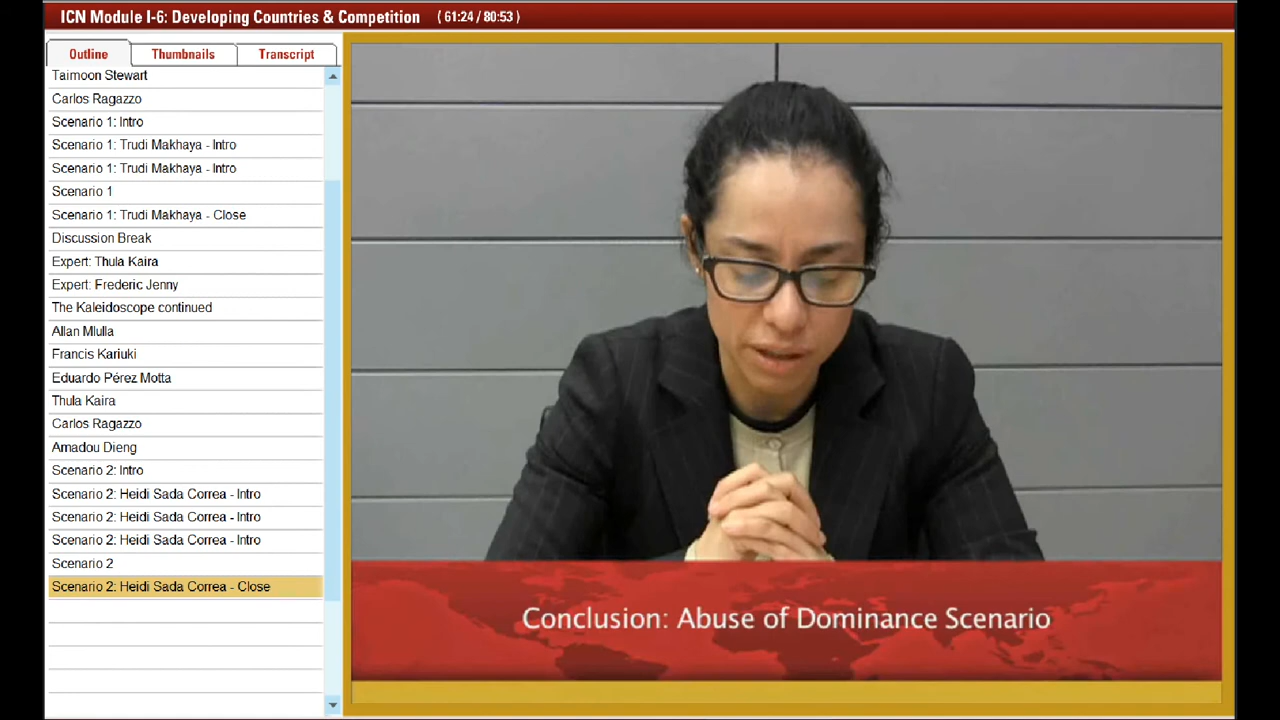 ICN Module I-6: Developing Countries & Competition ( 61:24 / 80:53 )
Outline Thumbnails Transcript
Taimoon Stewart
Carlos Ragazzo
Scenario 1: Intro
Scenario 1: Trudi Makhaya - Intro
Scenario 1: Trudi Makhaya - Intro
Scenario 1
Scenario 1: Trudi Makhaya - Close
Discussion Break
Expert: Thula Kaira
Expert: Frederic Jenny
The Kaleidoscope continued
Allan Mlulla
Francis Kariuki
Eduardo Pérez Motta
Thula Kaira
Carlos Ragazzo
Amadou Dieng
Scenario 2: Intro
Scenario 2: Heidi Sada Correa - Intro
Scenario 2: Heidi Sada Correa - Intro
Scenario 2: Heidi Sada Correa - Intro
Scenario 2
Scenario 2: Heidi Sada Correa - Close
Conclusion: Abuse of Dominance Scenario